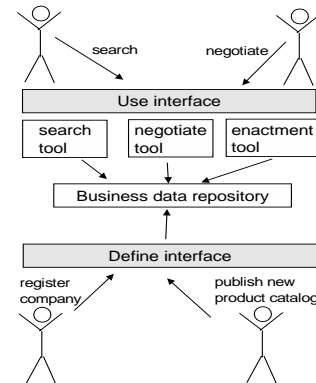 search
negotiate
Use interface
search
tool
negotiate
tool
enactment
tool
Business data repository
Define interface
register
company
publish new
product catalog